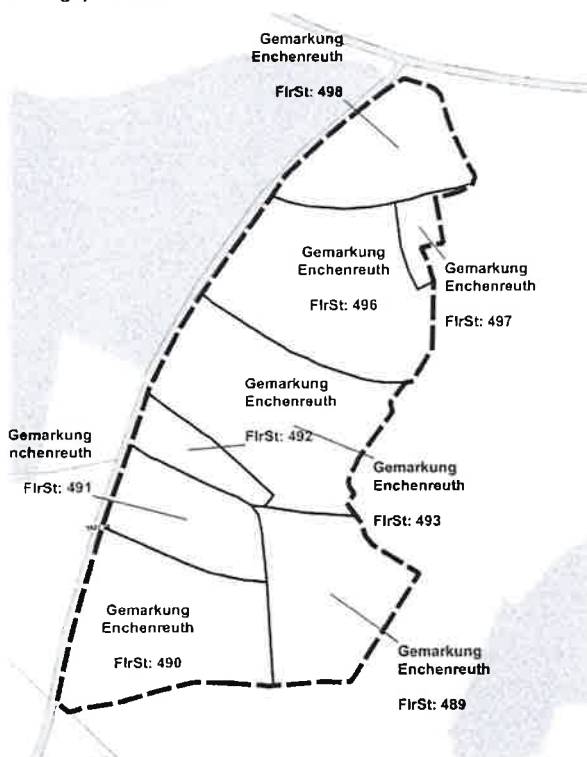 Gemarkung
Enchenreuth
FlrSt: 498
Gemarkung
Enchenreuth
FlrSt: 496
Gemarkung
Enchenreuth
FlrSt: 497
Gemarkung
Enchenreuth
FlrSt: 492
Gemarkung
nchenreuth
FlrSt: 491
Gemarkung
Enchenreuth
FlrSt: 493
Gemarkung
Enchenreuth
FlrSt: 490
Gemarkung
Enchenreuth
FlrSt: 489